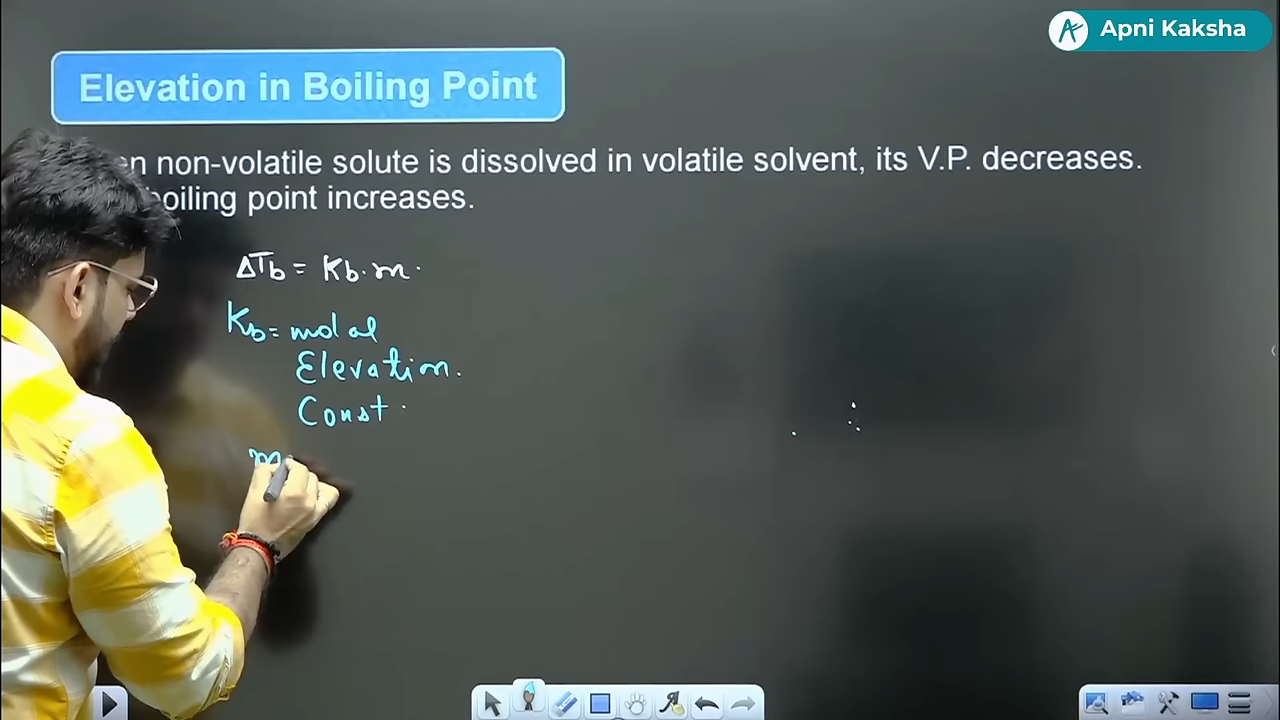 Apni Kaksha
Elevation in Boiling Point
non-volatile solute is dissolved in volatile solvent, its V.P. decreases.
boiling point increases.
ΔTb = Kb.m.
Kb = molal
Elevation.
Const.
m